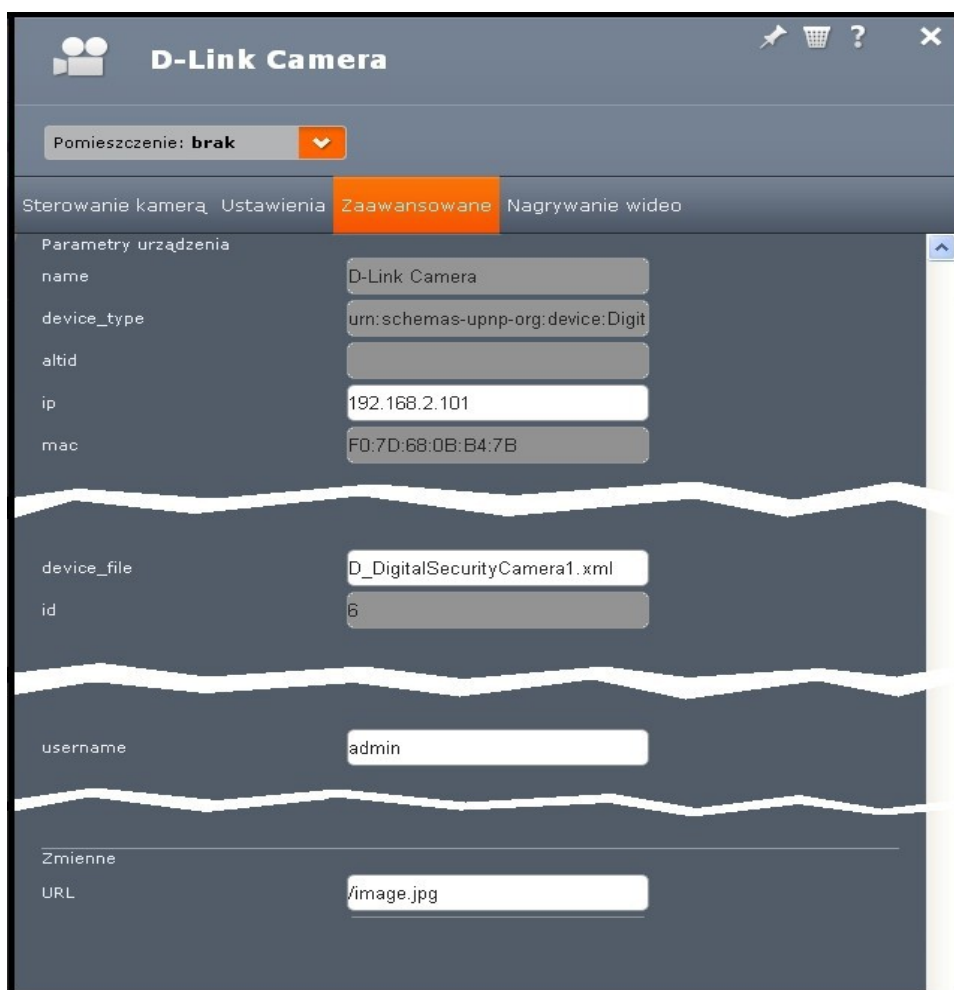 ?
D-Link Camera
Pomieszczenie: brak
Sterowanie kamerą Ustawienia Zaawansowane Nagrywanie wideo
Parametry urządzenia
name D-Link Camera
device_type urn:schemas-upnp-org:device:Digit
altid
ip 192.168.2.101
mac F0:7D:68:0B:B4:7B
device_file D_DigitalSecurityCamera1.xml
id 6
username admin
Zmienne
URL /image.jpg